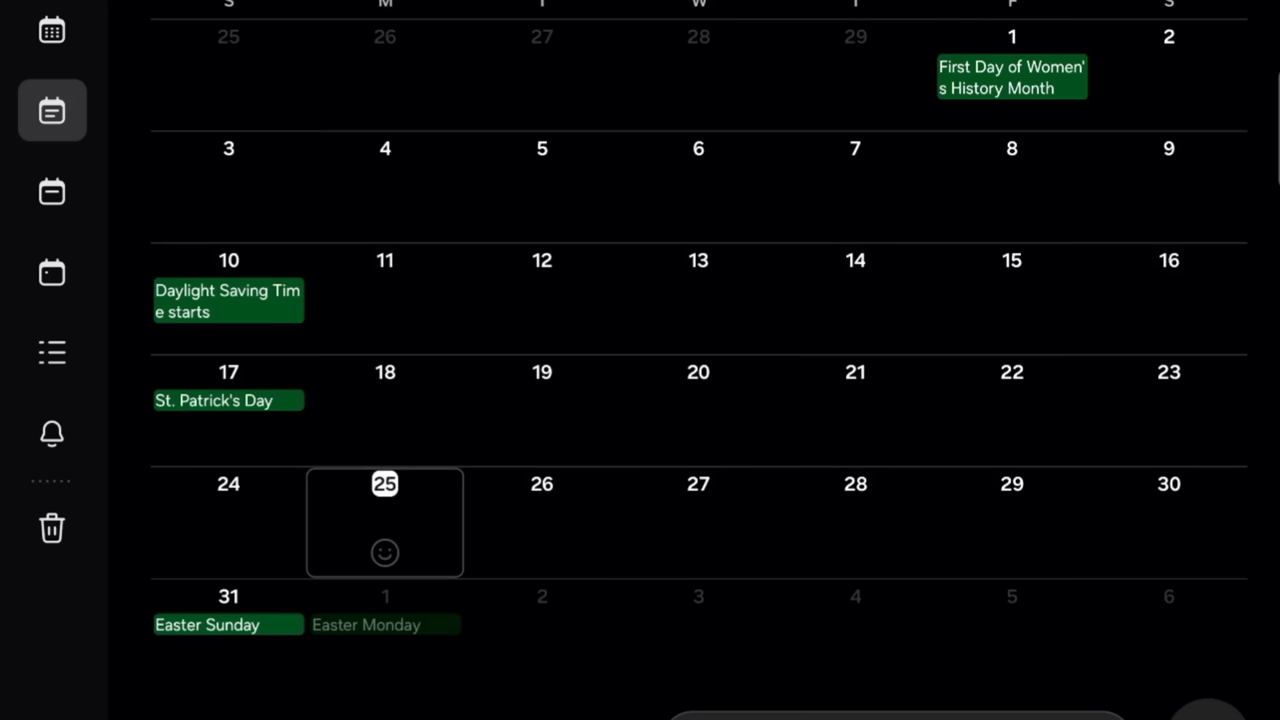 S M T W T F S
25 26 27 28 29 1 2
First Day of Women'
s History Month
3 4 5 6 7 8 9
10 11 12 13 14 15 16
Daylight Saving Tim
e starts
17 18 19 20 21 22 23
St. Patrick's Day
24 25 26 27 28 29 30
31 1 2 3 4 5 6
Easter Sunday Easter Monday